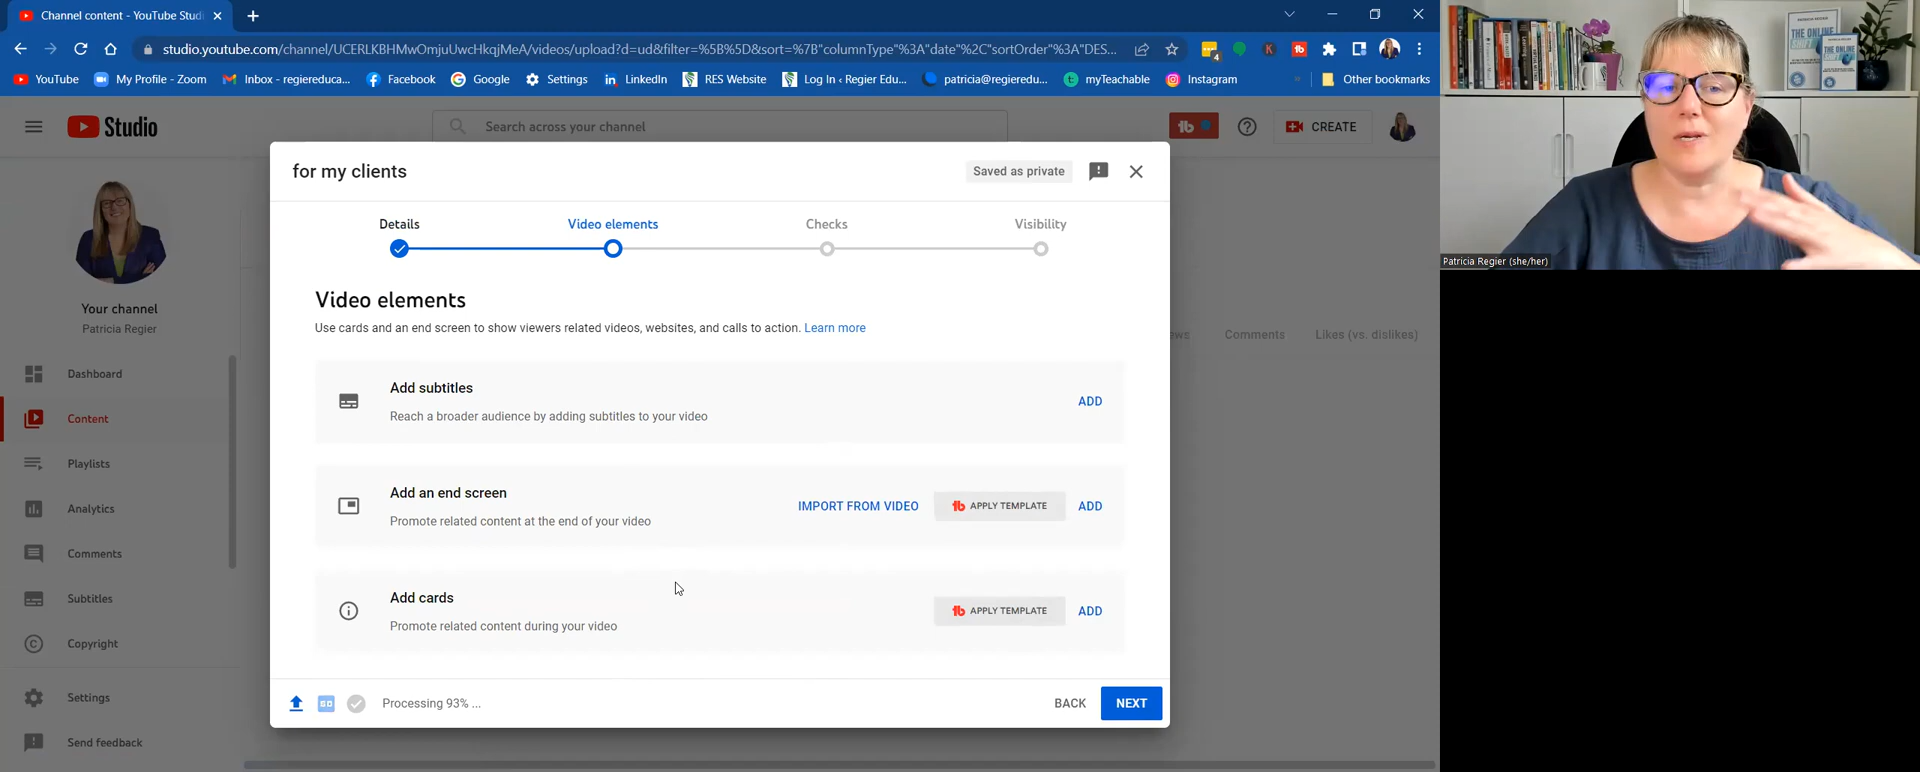 Channel content - YouTube Studi
studio.youtube.com/channel/UCERLKBHMwOmjuUwcHkqjMeA/videos/upload?d=ud&filter=%5B%5D&sort=%7B"columnType"%3A"date"%2C"sortOrder"%3A"DES...
4
YouTube
My Profile - Zoom
Inbox - regiereduca...
Facebook
Google
Settings
LinkedIn
RES Website
Log In ‹ Regier Edu...
patricia@regieredu...
myTeachable
Instagram
Other bookmarks
Studio
Search across your channel
CREATE
for my clients
Saved as private
Details
Video elements
Checks
Visibility
Video elements
Use cards and an end screen to show viewers related videos, websites, and calls to action. Learn more
Add subtitles
Reach a broader audience by adding subtitles to your video
ADD
Add an end screen
Promote related content at the end of your video
IMPORT FROM VIDEO
APPLY TEMPLATE
ADD
Add cards
Promote related content during your video
APPLY TEMPLATE
ADD
Processing 93% ...
BACK
NEXT
Your channel
Patricia Regier
Dashboard
Content
Playlists
Analytics
Comments
Subtitles
Copyright
Settings
Send feedback
ews
Comments
Likes (vs. dislikes)
THE ONLINE
Patricia Regier (she/her)